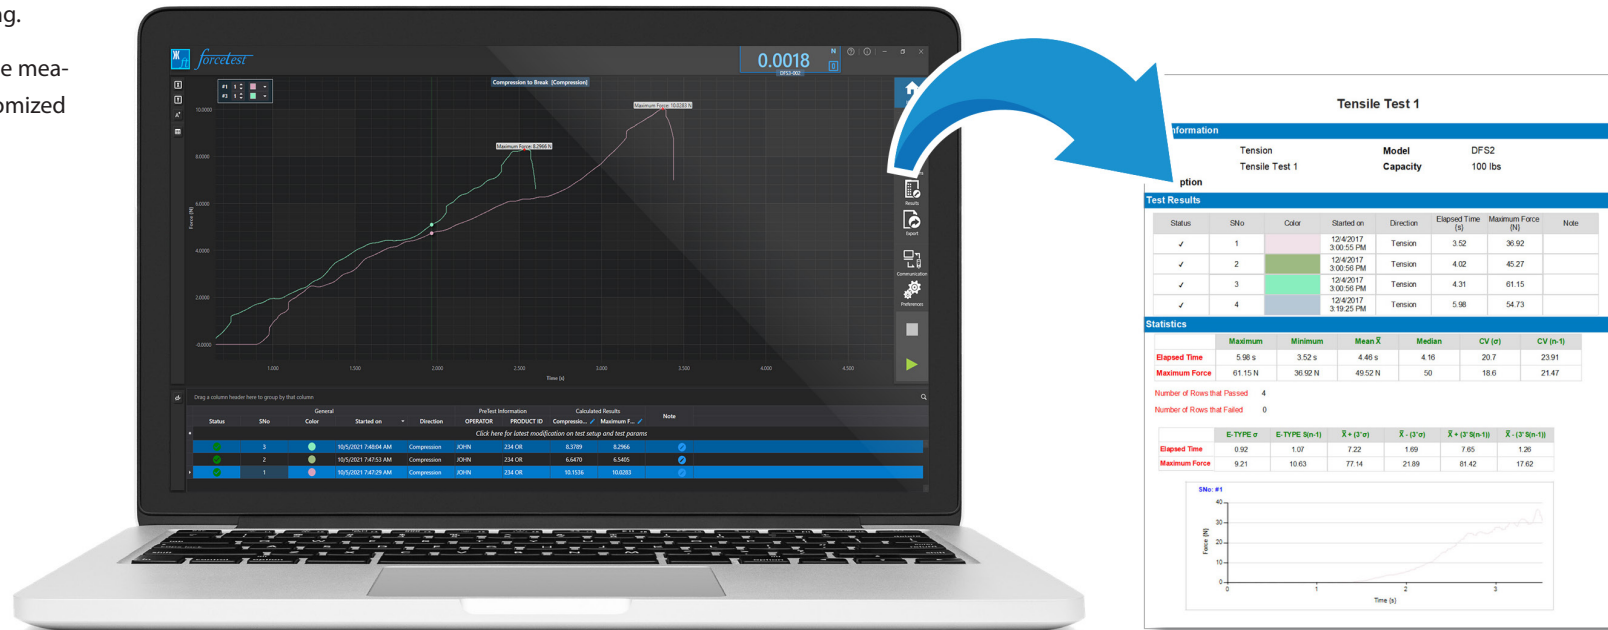 ng.
e mea-
omized
forcetest
0.0018
N
DFS2-002
Compression to Break (Compression)
#1 1
#3 1
Maximum Force: 10.0283 N
Maximum Force: 8.2966 N
10.0000
8.0000
6.0000
4.0000
2.0000
-0.0000
Force (N)
1.000 1.500 2.000 2.500 3.000 3.500 4.000 4.500
Time (s)
Results
Export
Communication
Preferences
Drag a column header here to group by that column
General PreTest Information Calculated Results Note
Status SNo Color Started on Direction OPERATOR PRODUCT ID Compressio... Maximum F...
Click here for latest modification on test setup and test params
3 10/5/2021 7:48:04 AM Compression JOHN 234 OR 8.3789 8.2966
2 10/5/2021 7:47:53 AM Compression JOHN 234 OR 6.6470 6.5405
1 10/5/2021 7:47:29 AM Compression JOHN 234 OR 10.1536 10.0283
Tensile Test 1
nformation
Tension Model DFS2
Tensile Test 1 Capacity 100 lbs
ption
Test Results
Status SNo Color Started on Direction Elapsed Time (s) Maximum Force (N) Note
✓ 1 12/4/2017 3:00:55 PM Tension 3.52 36.92
✓ 2 12/4/2017 3:00:56 PM Tension 4.02 45.27
✓ 3 12/4/2017 3:00:56 PM Tension 4.31 61.15
✓ 4 12/4/2017 3:19:25 PM Tension 5.98 54.73
Statistics
Maximum Minimum Mean X̅ Median CV (σ) CV (n-1)
Elapsed Time 5.98 s 3.52 s 4.46 s 4.16 20.7 23.91
Maximum Force 61.15 N 36.92 N 49.52 N 50 18.6 21.47
Number of Rows that Passed 4
Number of Rows that Failed 0
E-TYPE σ E-TYPE S(n-1) X̅ + (3*σ) X̅ - (3*σ) X̅ + (3*S(n-1)) X̅ - (3*S(n-1))
Elapsed Time 0.92 1.07 7.22 1.69 7.65 1.26
Maximum Force 9.21 10.63 77.14 21.89 81.42 17.62
SNo: #1
40
30
20
10
0
Force (N)
0 1 2 3
Time (s)